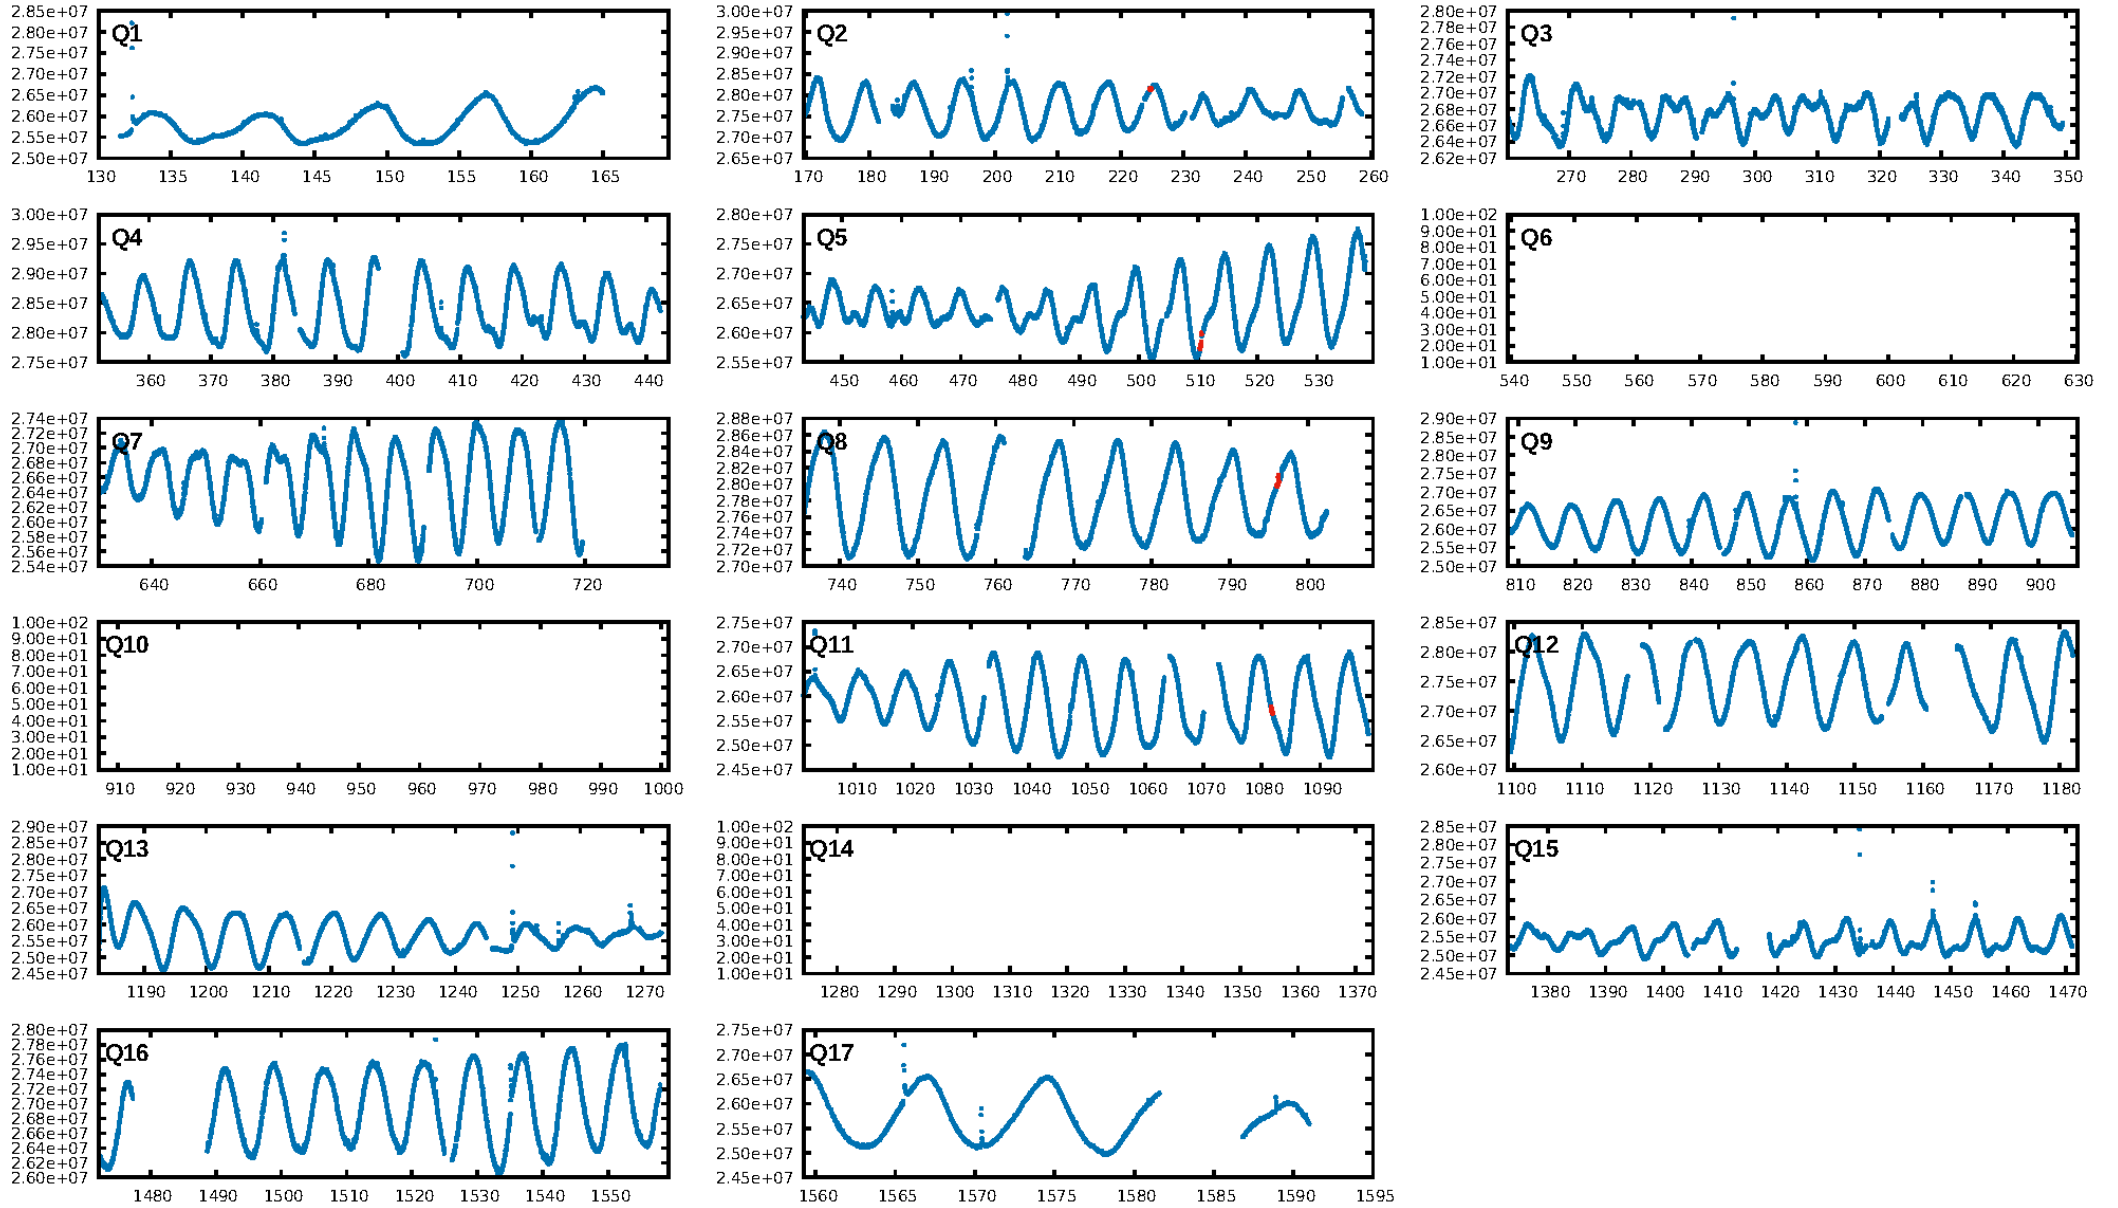 2.85e+07
2.80e+07
2.75e+07
2.70e+07
2.65e+07
2.60e+07
2.55e+07
2.50e+07
Q1
130 135 140 145 150 155 160 165
3.00e+07
2.95e+07
2.90e+07
2.85e+07
2.80e+07
2.75e+07
2.70e+07
2.65e+07
Q2
170 180 190 200 210 220 230 240 250 260
2.80e+07
2.78e+07
2.76e+07
2.74e+07
2.72e+07
2.70e+07
2.68e+07
2.66e+07
2.64e+07
2.62e+07
Q3
270 280 290 300 310 320 330 340 350
3.00e+07
2.95e+07
2.90e+07
2.85e+07
2.80e+07
2.75e+07
Q4
360 370 380 390 400 410 420 430 440
2.80e+07
2.75e+07
2.70e+07
2.65e+07
2.60e+07
2.55e+07
Q5
450 460 470 480 490 500 510 520 530
1.00e+02
9.00e+01
8.00e+01
7.00e+01
6.00e+01
5.00e+01
4.00e+01
3.00e+01
2.00e+01
1.00e+01
Q6
540 550 560 570 580 590 600 610 620 630
2.74e+07
2.72e+07
2.70e+07
2.68e+07
2.66e+07
2.64e+07
2.62e+07
2.60e+07
2.58e+07
2.56e+07
2.54e+07
Q7
640 660 680 700 720
2.88e+07
2.86e+07
2.84e+07
2.82e+07
2.80e+07
2.78e+07
2.76e+07
2.74e+07
2.72e+07
2.70e+07
Q8
740 750 760 770 780 790 800
2.90e+07
2.85e+07
2.80e+07
2.75e+07
2.70e+07
2.65e+07
2.60e+07
2.55e+07
2.50e+07
Q9
810 820 830 840 850 860 870 880 890 900
1.00e+02
9.00e+01
8.00e+01
7.00e+01
6.00e+01
5.00e+01
4.00e+01
3.00e+01
2.00e+01
1.00e+01
Q10
910 920 930 940 950 960 970 980 990 1000
2.75e+07
2.70e+07
2.65e+07
2.60e+07
2.55e+07
2.50e+07
2.45e+07
Q11
1010 1020 1030 1040 1050 1060 1070 1080 1090
2.85e+07
2.80e+07
2.75e+07
2.70e+07
2.65e+07
2.60e+07
Q12
1100 1110 1120 1130 1140 1150 1160 1170 1180
2.90e+07
2.85e+07
2.80e+07
2.75e+07
2.70e+07
2.65e+07
2.60e+07
2.55e+07
2.50e+07
2.45e+07
Q13
1190 1200 1210 1220 1230 1240 1250 1260 1270
1.00e+02
9.00e+01
8.00e+01
7.00e+01
6.00e+01
5.00e+01
4.00e+01
3.00e+01
2.00e+01
1.00e+01
Q14
1280 1290 1300 1310 1320 1330 1340 1350 1360 1370
2.85e+07
2.80e+07
2.75e+07
2.70e+07
2.65e+07
2.60e+07
2.55e+07
2.50e+07
2.45e+07
Q15
1380 1390 1400 1410 1420 1430 1440 1450 1460 1470
2.80e+07
2.78e+07
2.76e+07
2.74e+07
2.72e+07
2.70e+07
2.68e+07
2.66e+07
2.64e+07
2.62e+07
2.60e+07
Q16
1480 1490 1500 1510 1520 1530 1540 1550
2.75e+07
2.70e+07
2.65e+07
2.60e+07
2.55e+07
2.50e+07
2.45e+07
Q17
1560 1565 1570 1575 1580 1585 1590 1595